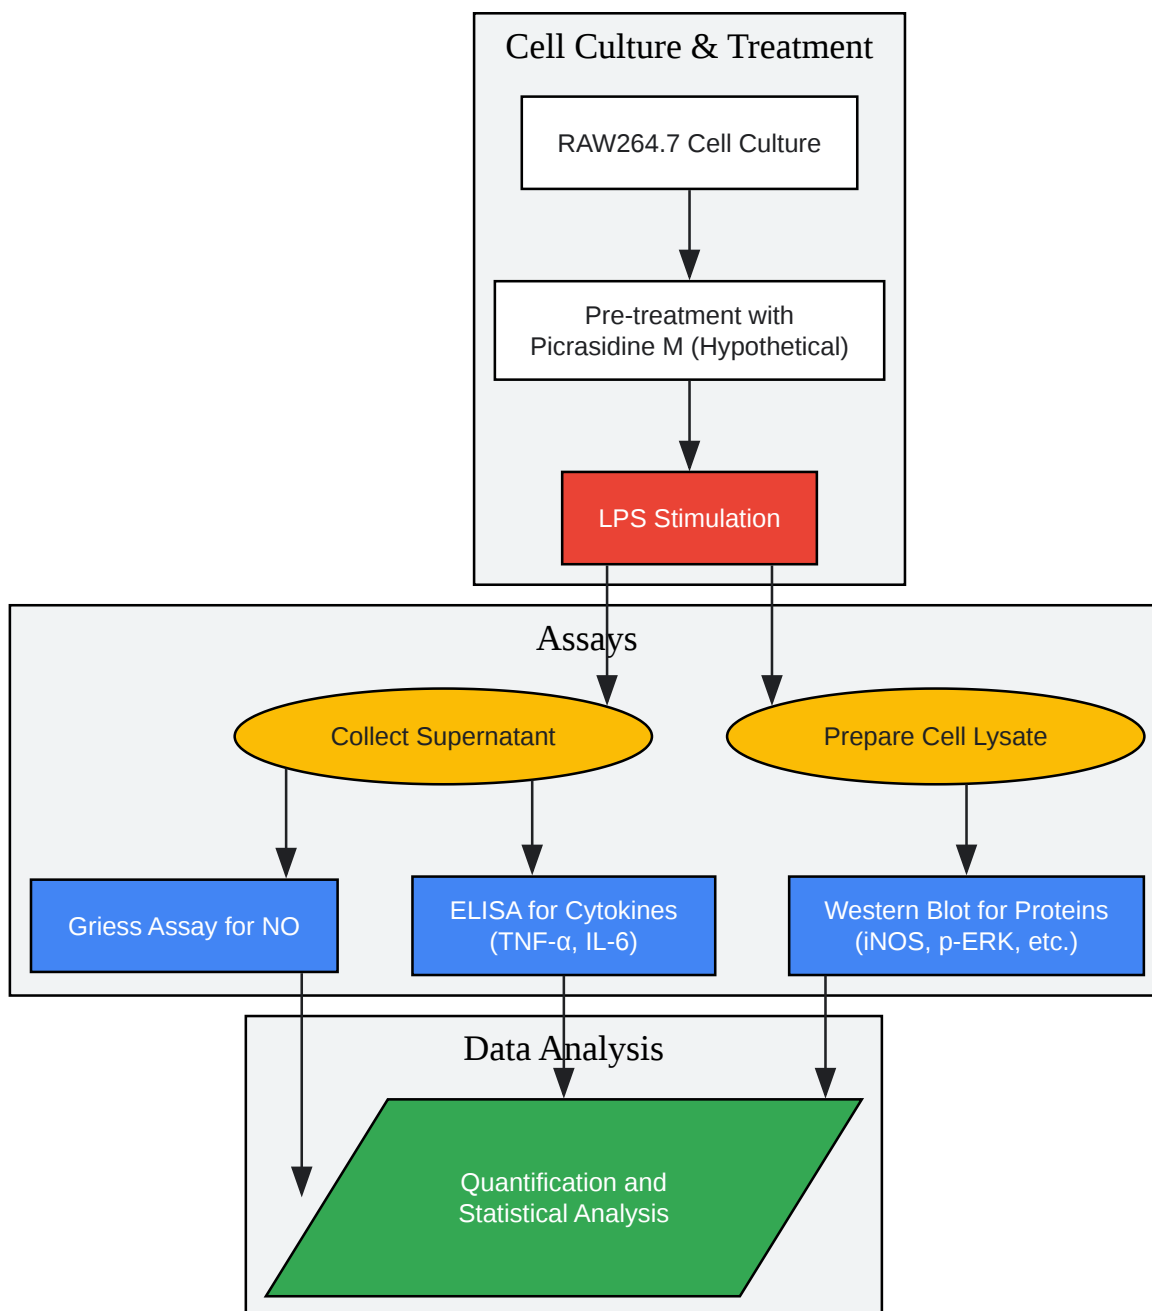 Cell Culture & Treatment
RAW264.7 Cell Culture
Pre-treatment with
Picrasidine M (Hypothetical)
LPS Stimulation
Assays
Collect Supernatant
Prepare Cell Lysate
Griess Assay for NO
ELISA for Cytokines
(TNF-α, IL-6)
Western Blot for Proteins
(iNOS, p-ERK, etc.)
Data Analysis
Quantification and
Statistical Analysis